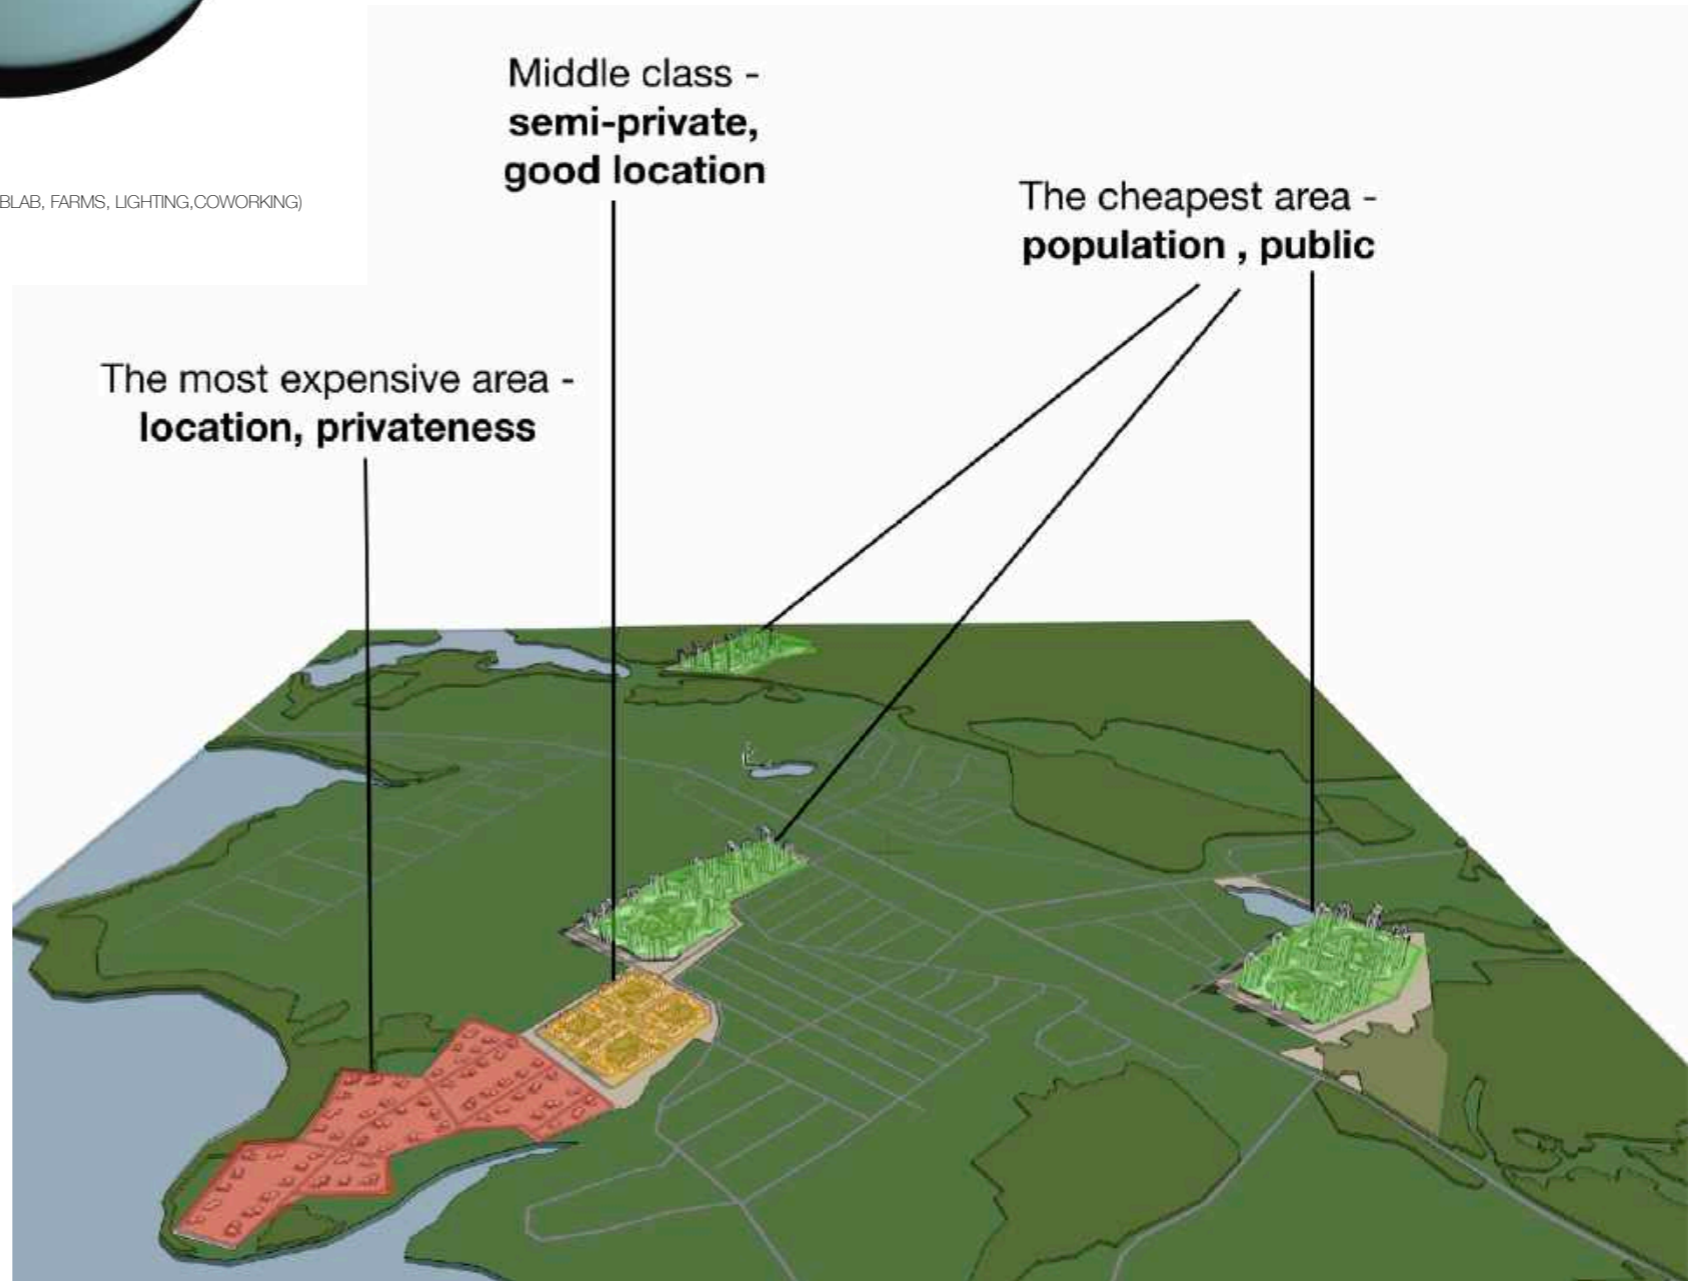 Middle class -
semi-private,
good location
BLAB, FARMS, LIGHTING,COWORKING)
The cheapest area -
population , public
The most expensive area -
location, privateness